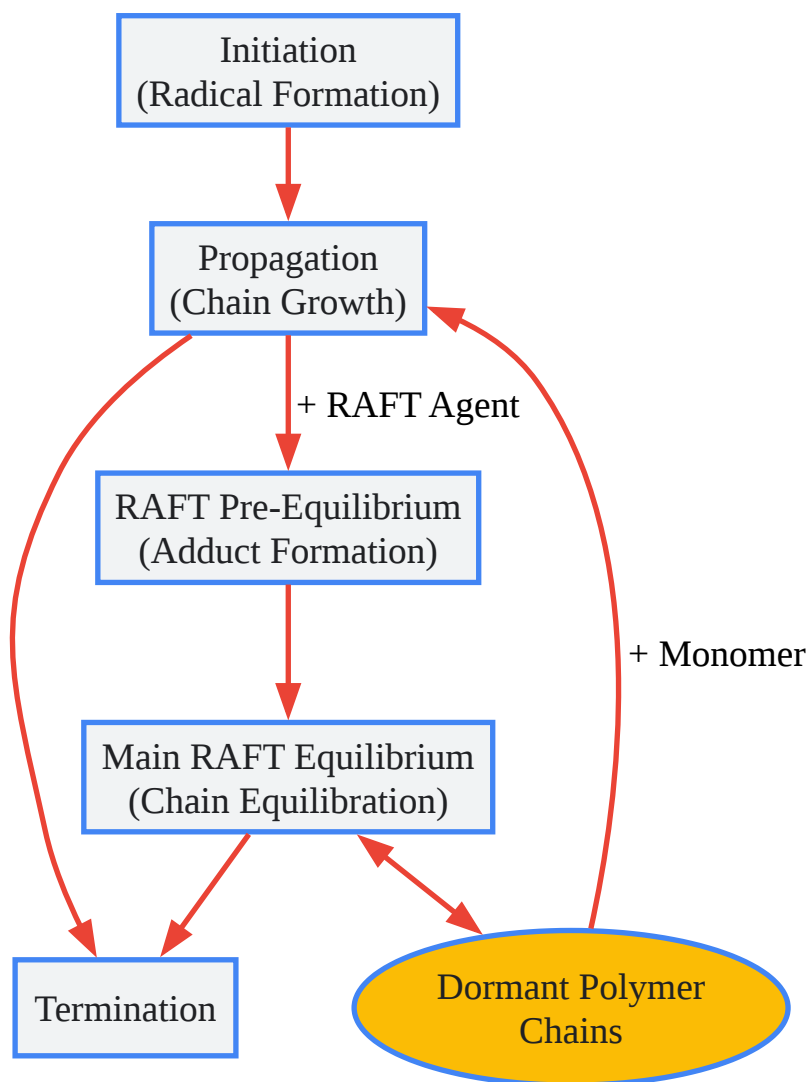 Initiation
(Radical Formation)
Propagation
(Chain Growth)
+ RAFT Agent
RAFT Pre-Equilibrium
(Adduct Formation)
+ Monomer
Main RAFT Equilibrium
(Chain Equilibration)
Termination
Dormant Polymer
Chains